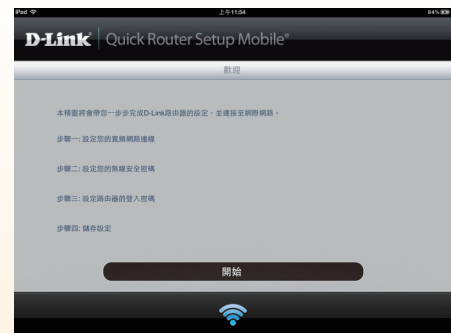 iPad
上午11:54
84%
D-Link Quick Router Setup Mobile®
歡迎
本精靈將會帶您一步步完成D-Link路由器的設定，並連接至網際網路。
步驟一: 設定您的寬頻網路連線
步驟二: 設定您的無線安全密碼
步驟三: 設定路由器的登入密碼
步驟四: 儲存設定
開始